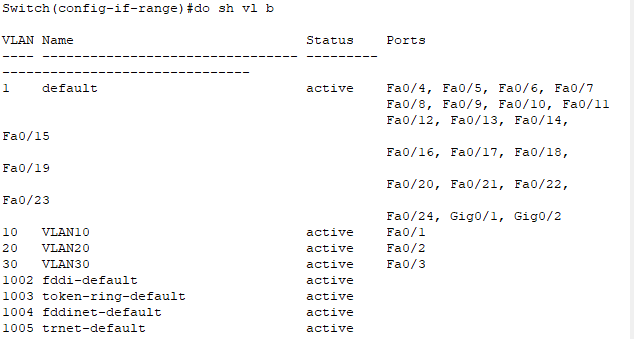 Switch(config-if-range)#do sh vl b
VLAN Name                             Status    Ports
---- -------------------------------- ---------
-------------------------------
1    default                          active    Fa0/4, Fa0/5, Fa0/6, Fa0/7
                                                Fa0/8, Fa0/9, Fa0/10, Fa0/11
                                                Fa0/12, Fa0/13, Fa0/14,
Fa0/15
                                                Fa0/16, Fa0/17, Fa0/18,
Fa0/19
                                                Fa0/20, Fa0/21, Fa0/22,
Fa0/23
                                                Fa0/24, Gig0/1, Gig0/2
10   VLAN10                           active    Fa0/1
20   VLAN20                           active    Fa0/2
30   VLAN30                           active    Fa0/3
1002 fddi-default                     active
1003 token-ring-default               active
1004 fddinet-default                  active
1005 trnet-default                    active